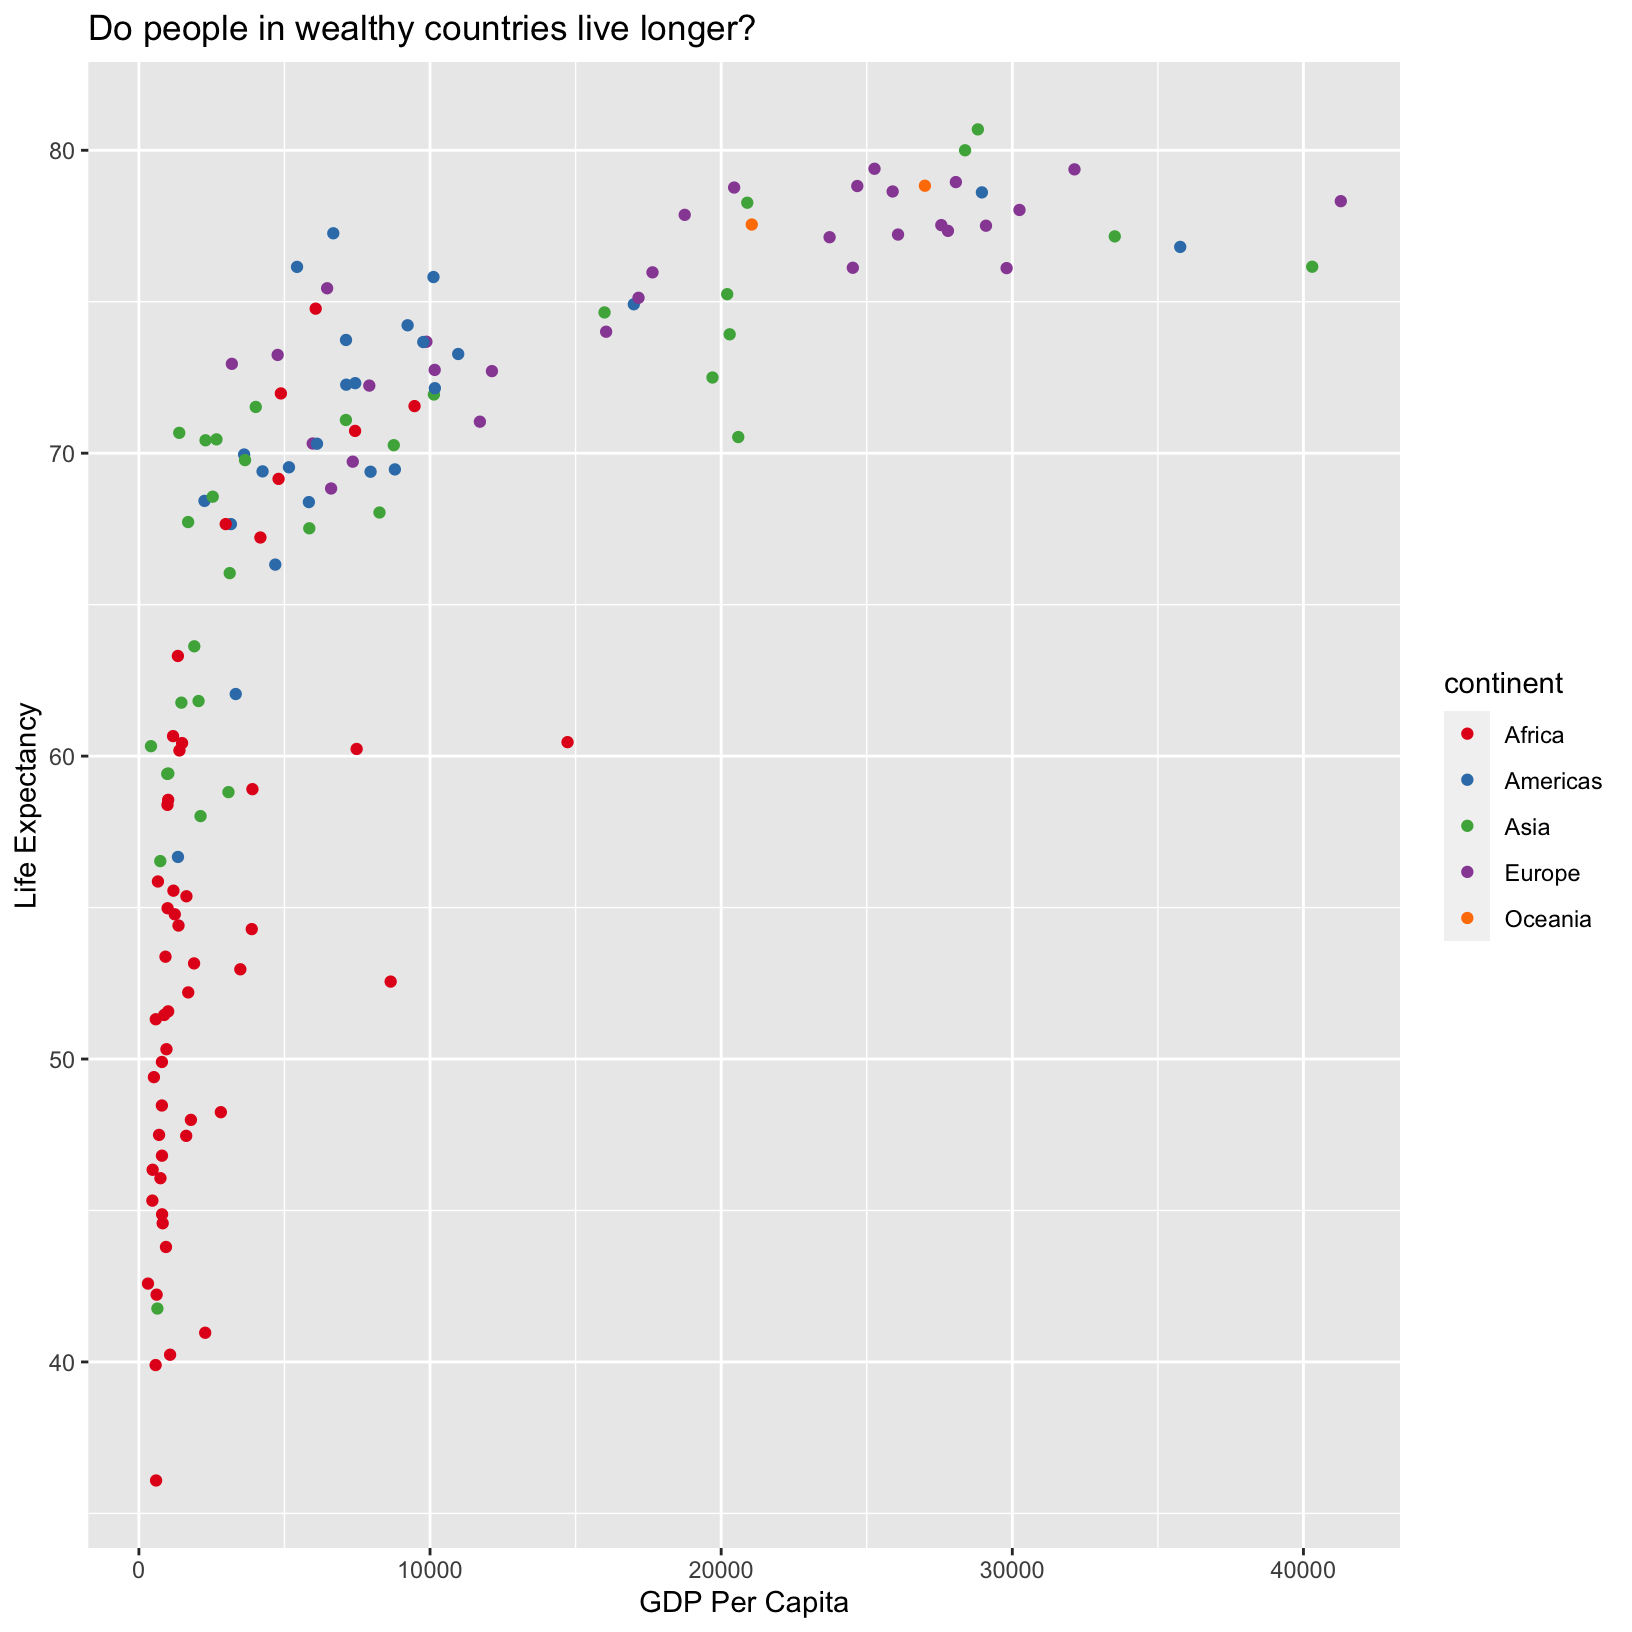 Do people in wealthy countries live longer?
80
70
60
50
40
Life Expectancy
0 10000 20000 30000 40000
GDP Per Capita
continent
Africa
Americas
Asia
Europe
Oceania